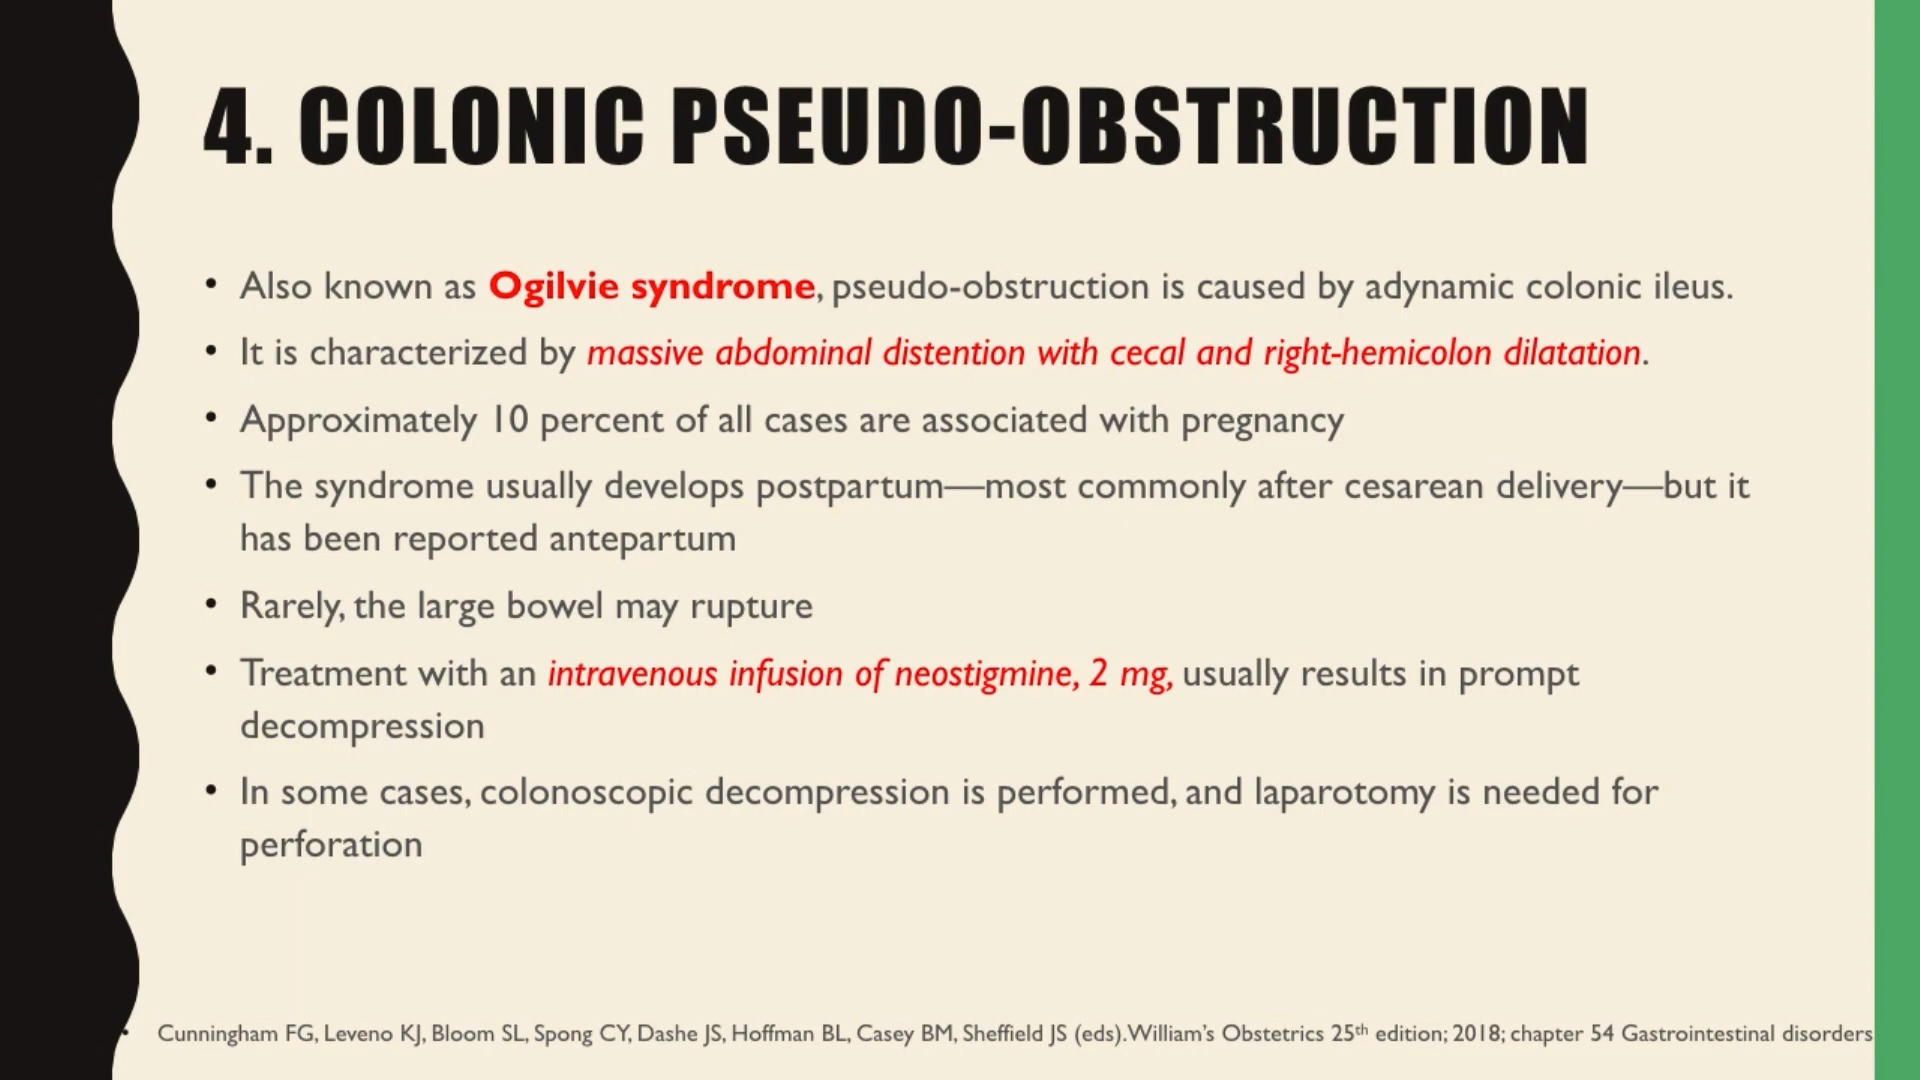 4. COLONIC PSEUDO-OBSTRUCTION
• Also known as Ogilvie syndrome, pseudo-obstruction is caused by adynamic colonic ileus.
• It is characterized by massive abdominal distention with cecal and right-hemicolon dilatation.
• Approximately 10 percent of all cases are associated with pregnancy
• The syndrome usually develops postpartum—most commonly after cesarean delivery—but it
has been reported antepartum
• Rarely, the large bowel may rupture
• Treatment with an intravenous infusion of neostigmine, 2 mg, usually results in prompt
decompression
• In some cases, colonoscopic decompression is performed, and laparotomy is needed for
perforation
• Cunningham FG, Leveno KJ, Bloom SL, Spong CY, Dashe JS, Hoffman BL, Casey BM, Sheffield JS (eds).William's Obstetrics 25th edition; 2018; chapter 54 Gastrointestinal disorders